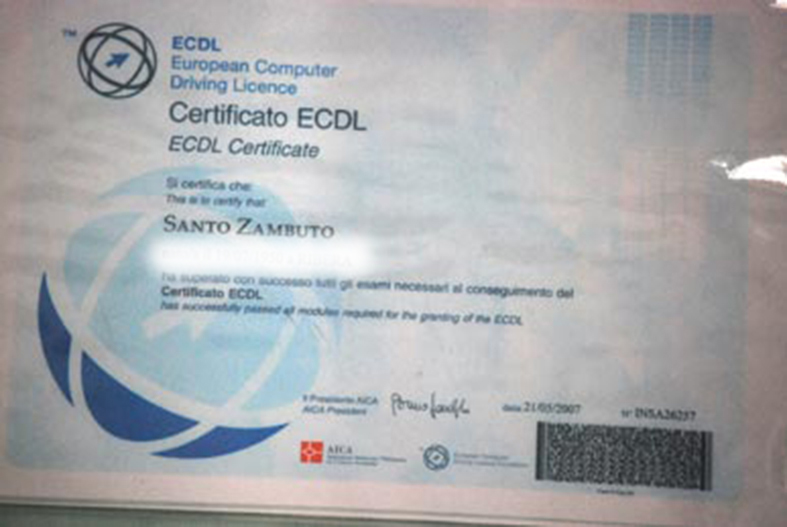 TM
ECDL
European Computer
Driving Licence
Certificato ECDL
ECDL Certificate
Si certifica che:
This is to certify that
SANTO ZAMBUTO
ha superato con successo tutti gli esami necessari al conseguimento del
Certificato ECDL
has successfully passed all modules required for the granting of the ECDL
Il Presidente AICA
AICA President
data 21/05/2007
n° INSA26257
AICA